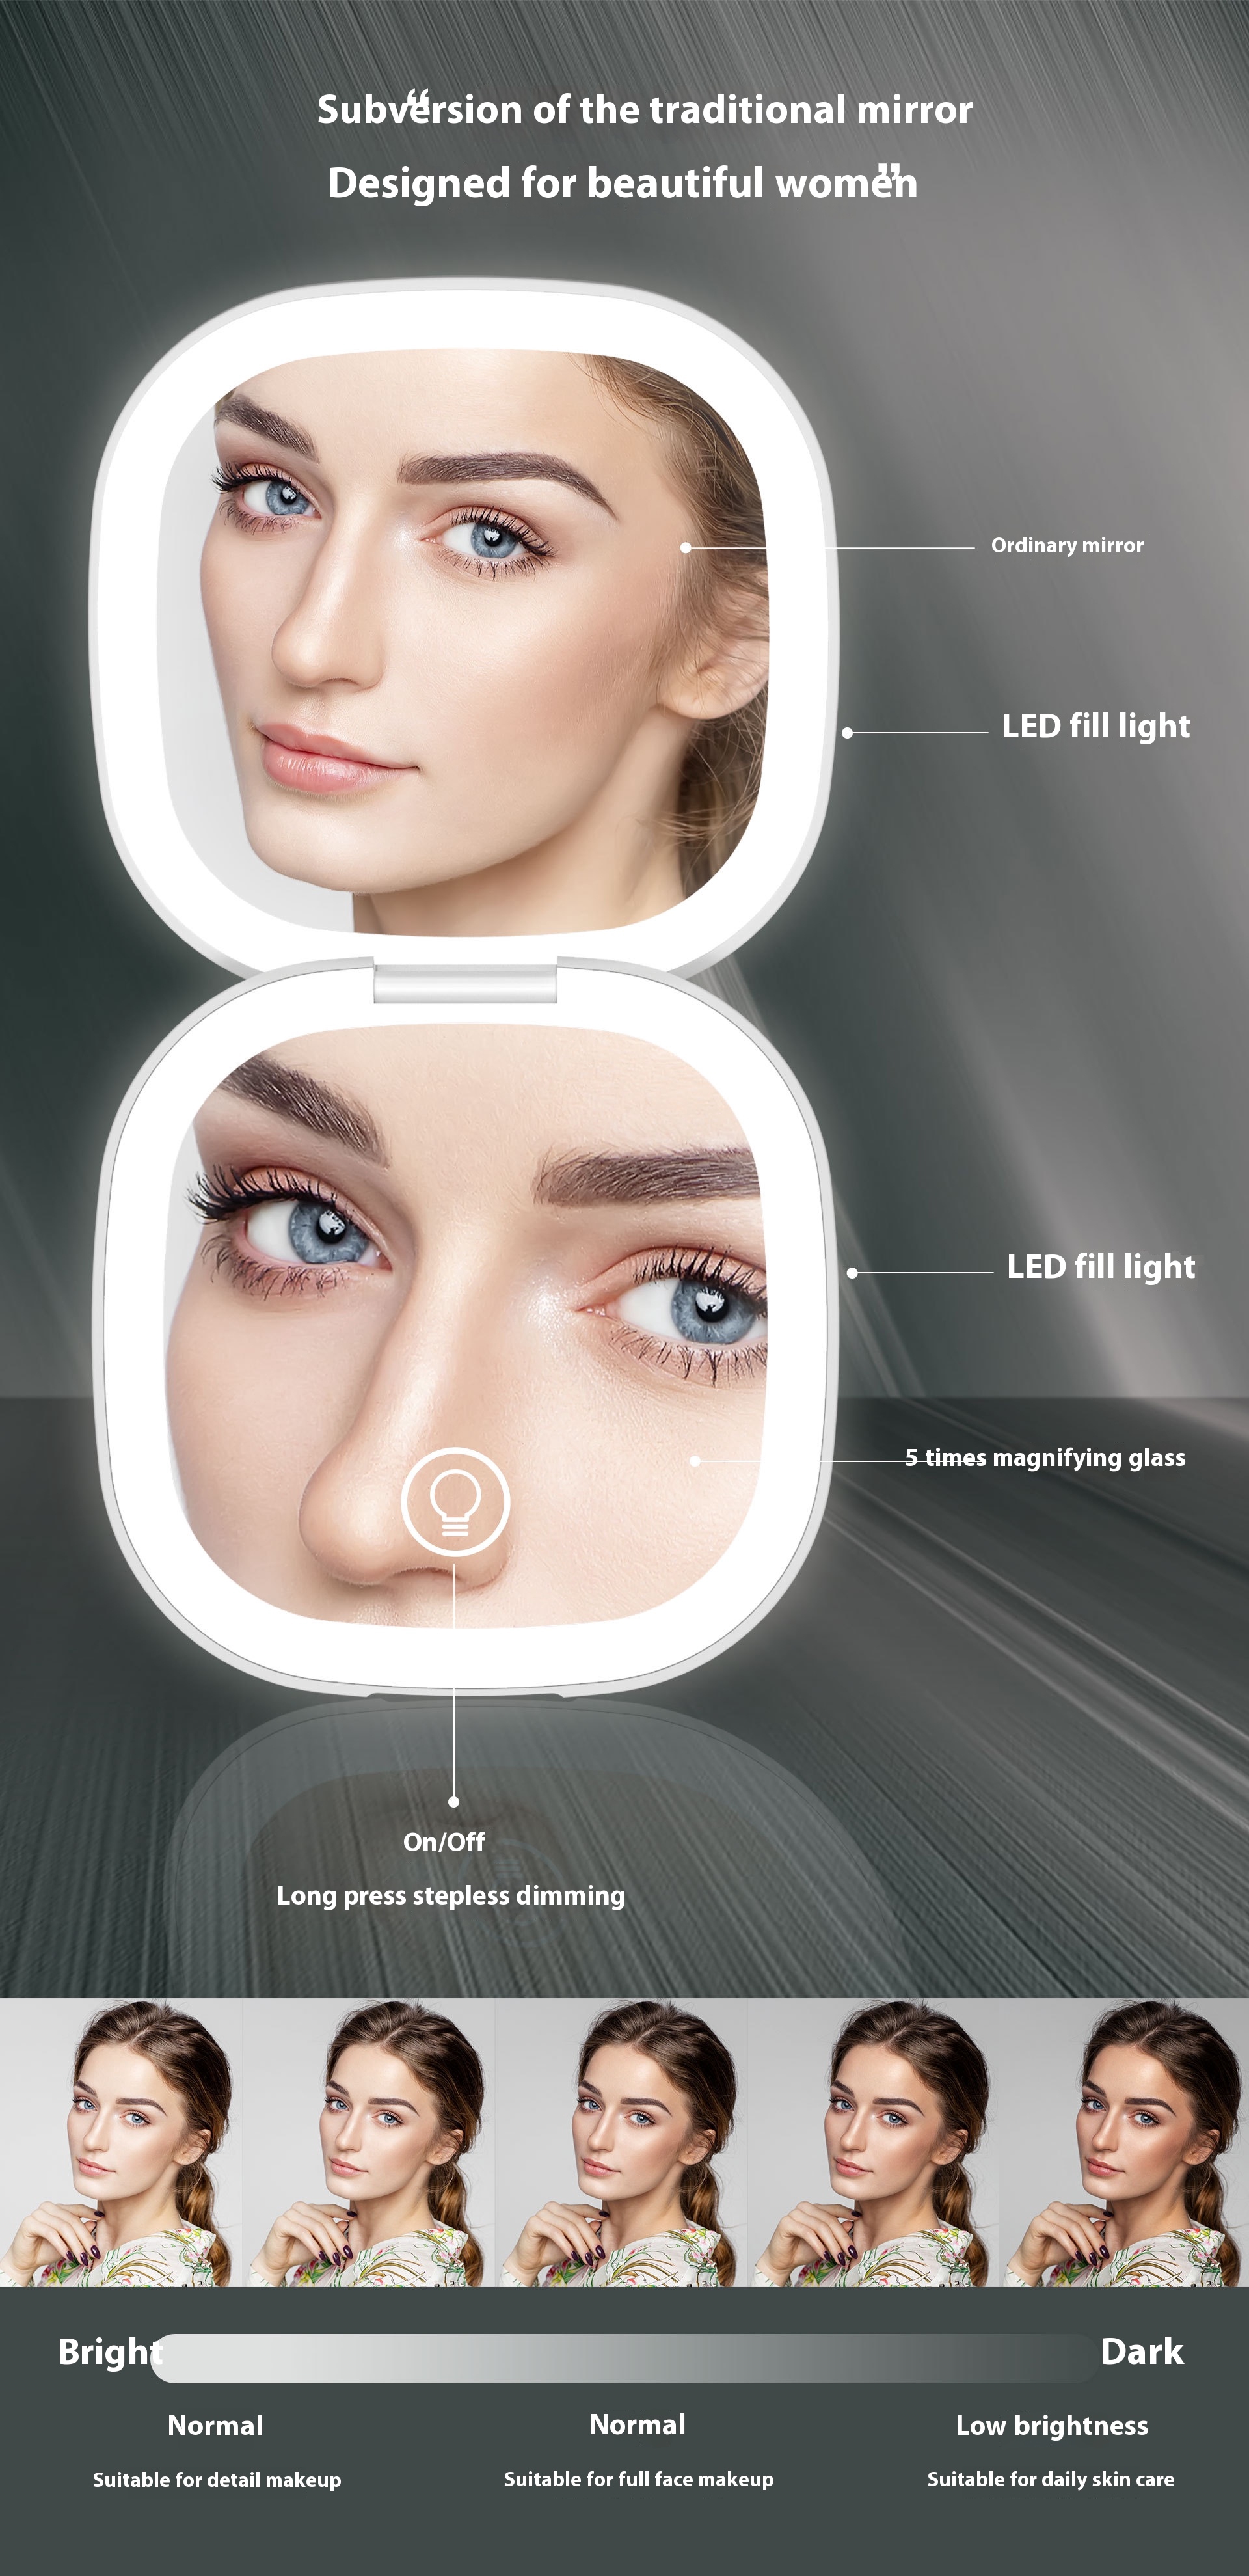 “
Subversion of the traditional mirror
Designed for beautiful women
”
Ordinary mirror
LED fill light
LED fill light
5 times magnifying glass
On/Off
Long press stepless dimming
Bright
Dark
Normal
Normal
Low brightness
Suitable for detail makeup
Suitable for full face makeup
Suitable for daily skin care